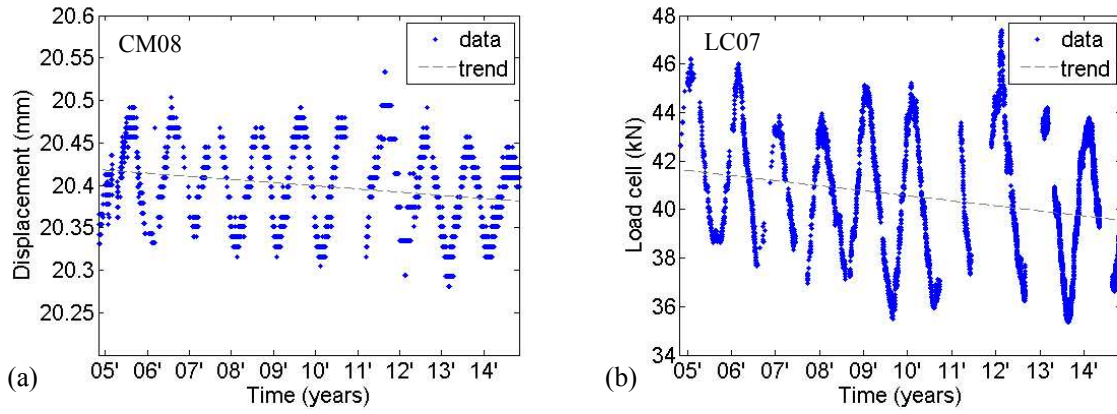 20.6
20.55
20.5
20.45
20.4
20.35
20.3
20.25
Displacement (mm)
CM08
data
trend
05' 06' 07' 08' 09' 10' 11' 12' 13' 14'
Time (years)
(a)
48
46
44
42
40
38
36
34
Load cell (kN)
LC07
data
trend
05' 06' 07' 08' 09' 10' 11' 12' 13' 14'
Time (years)
(b)